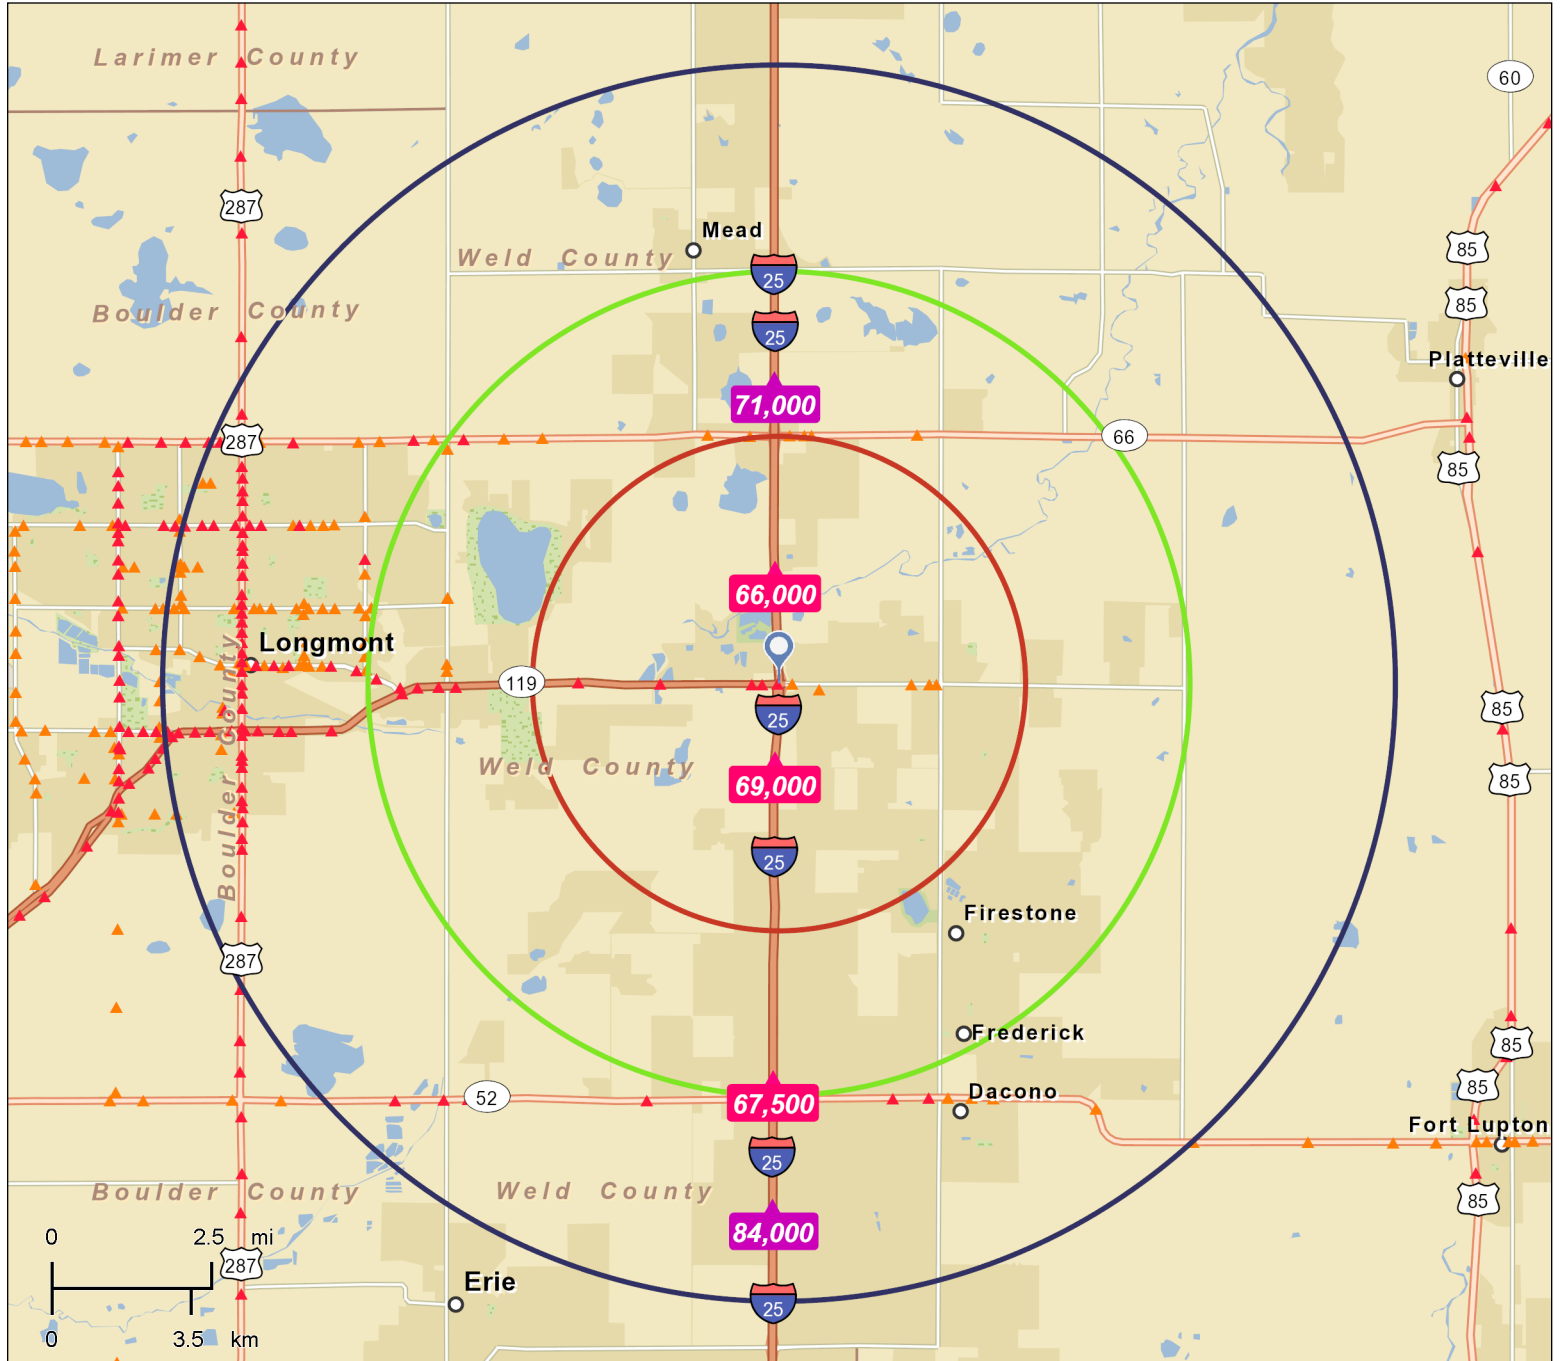 Larimer County
60
287
Mead
85
Weld County
25
85
Boulder County
25
Platteville
71,000
287
66
85
66,000
Longmont
119
Boulder County
85
25
Weld County
69,000
85
25
Firestone
287
Frederick
85
85
Dacono
52
67,500
Fort Lupton
25
Boulder County
Weld County
85
84,000
0 2.5 mi
287
Erie
25
0 3.5 km